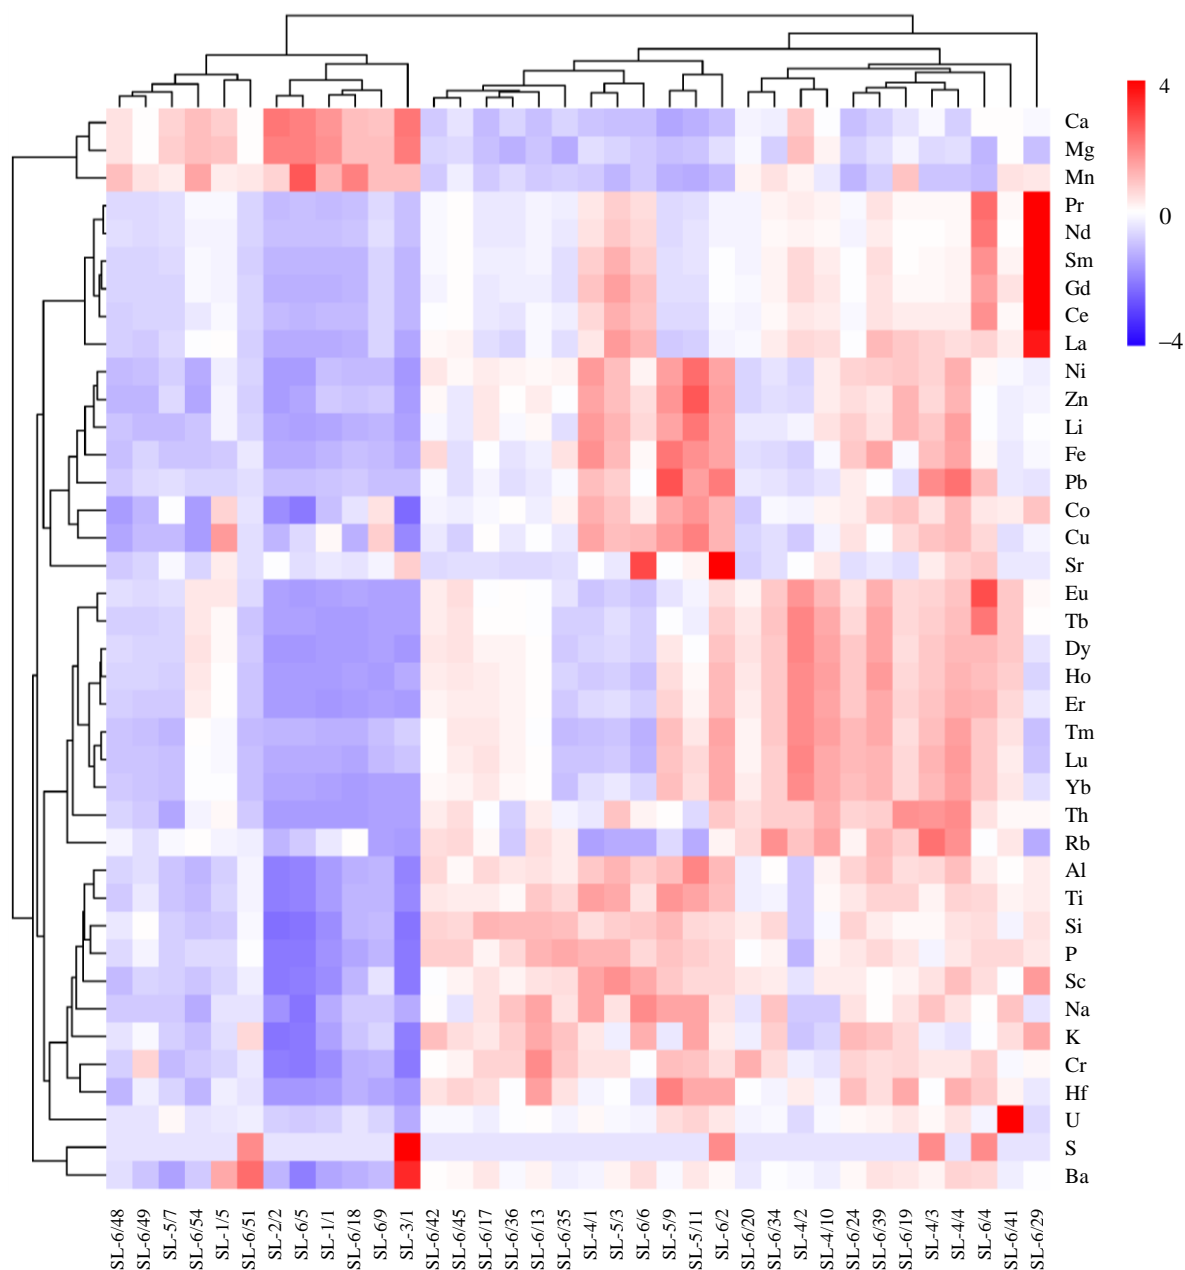 4
0
–4
Ca
Mg
Mn
Pr
Nd
Sm
Gd
Ce
La
Ni
Zn
Li
Fe
Pb
Co
Cu
Sr
Eu
Tb
Dy
Ho
Er
Tm
Lu
Yb
Th
Rb
Al
Ti
Si
P
Sc
Na
K
Cr
Hf
U
S
Ba
SL-6/48
SL-6/49
SL-5/7
SL-6/54
SL-1/5
SL-6/51
SL-2/2
SL-6/5
SL-1/1
SL-6/18
SL-6/9
SL-3/1
SL-6/42
SL-6/45
SL-6/17
SL-6/36
SL-6/13
SL-6/35
SL-4/1
SL-5/3
SL-6/6
SL-5/9
SL-5/11
SL-6/2
SL-6/20
SL-6/34
SL-4/2
SL-4/10
SL-6/24
SL-6/39
SL-6/19
SL-4/3
SL-4/4
SL-6/4
SL-6/41
SL-6/29